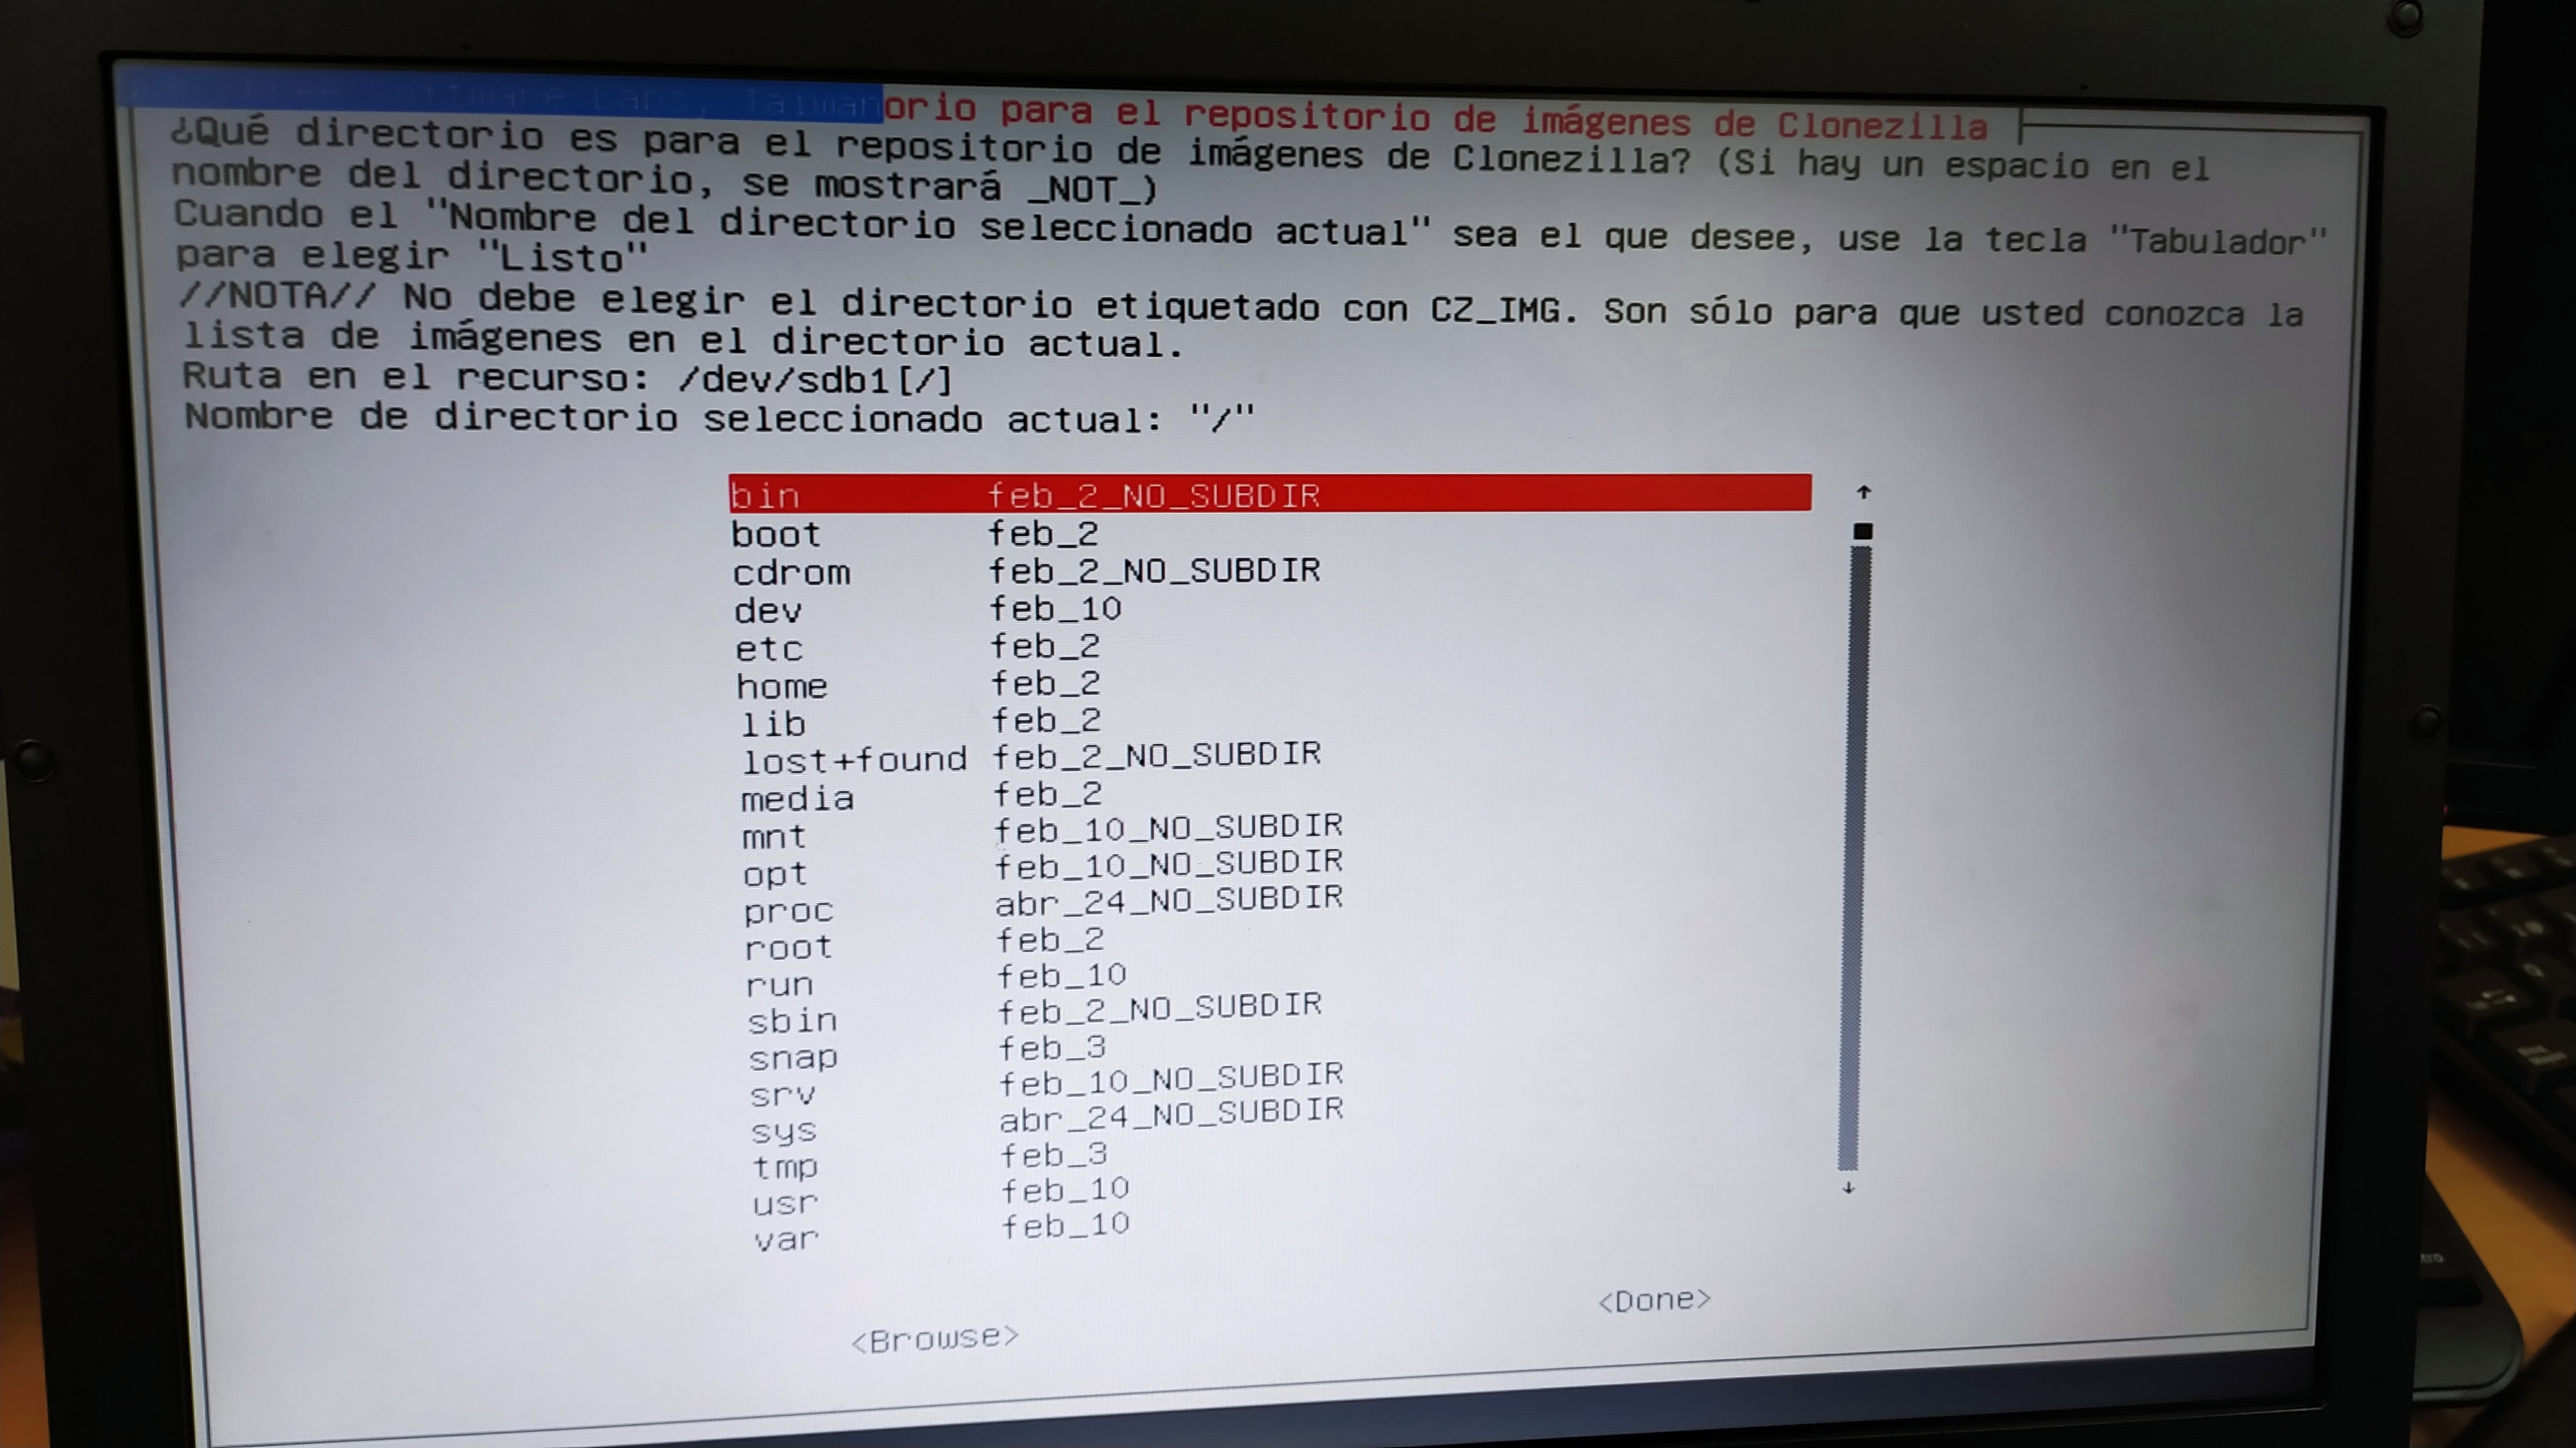 Free Software Labs, Taiwan
orio para el repositorio de imágenes de Clonezilla
¿Qué directorio es para el repositorio de imágenes de Clonezilla? (Si hay un espacio en el
nombre del directorio, se mostrará _NOT_)
Cuando el "Nombre del directorio seleccionado actual" sea el que desee, use la tecla "Tabulador"
para elegir "Listo"
//NOTA// No debe elegir el directorio etiquetado con CZ_IMG. Son sólo para que usted conozca la
lista de imágenes en el directorio actual.
Ruta en el recurso: /dev/sdb1[/]
Nombre de directorio seleccionado actual: "/"
bin feb_2_NO_SUBDIR
boot feb_2
cdrom feb_2_NO_SUBDIR
dev feb_10
etc feb_2
home feb_2
lib feb_2
lost+found feb_2_NO_SUBDIR
media feb_2
mnt feb_10_NO_SUBDIR
opt feb_10_NO_SUBDIR
proc abr_24_NO_SUBDIR
root feb_2
run feb_10
sbin feb_2_NO_SUBDIR
snap feb_3
srv feb_10_NO_SUBDIR
sys abr_24_NO_SUBDIR
tmp feb_3
usr feb_10
var feb_10
<Browse> <Done>